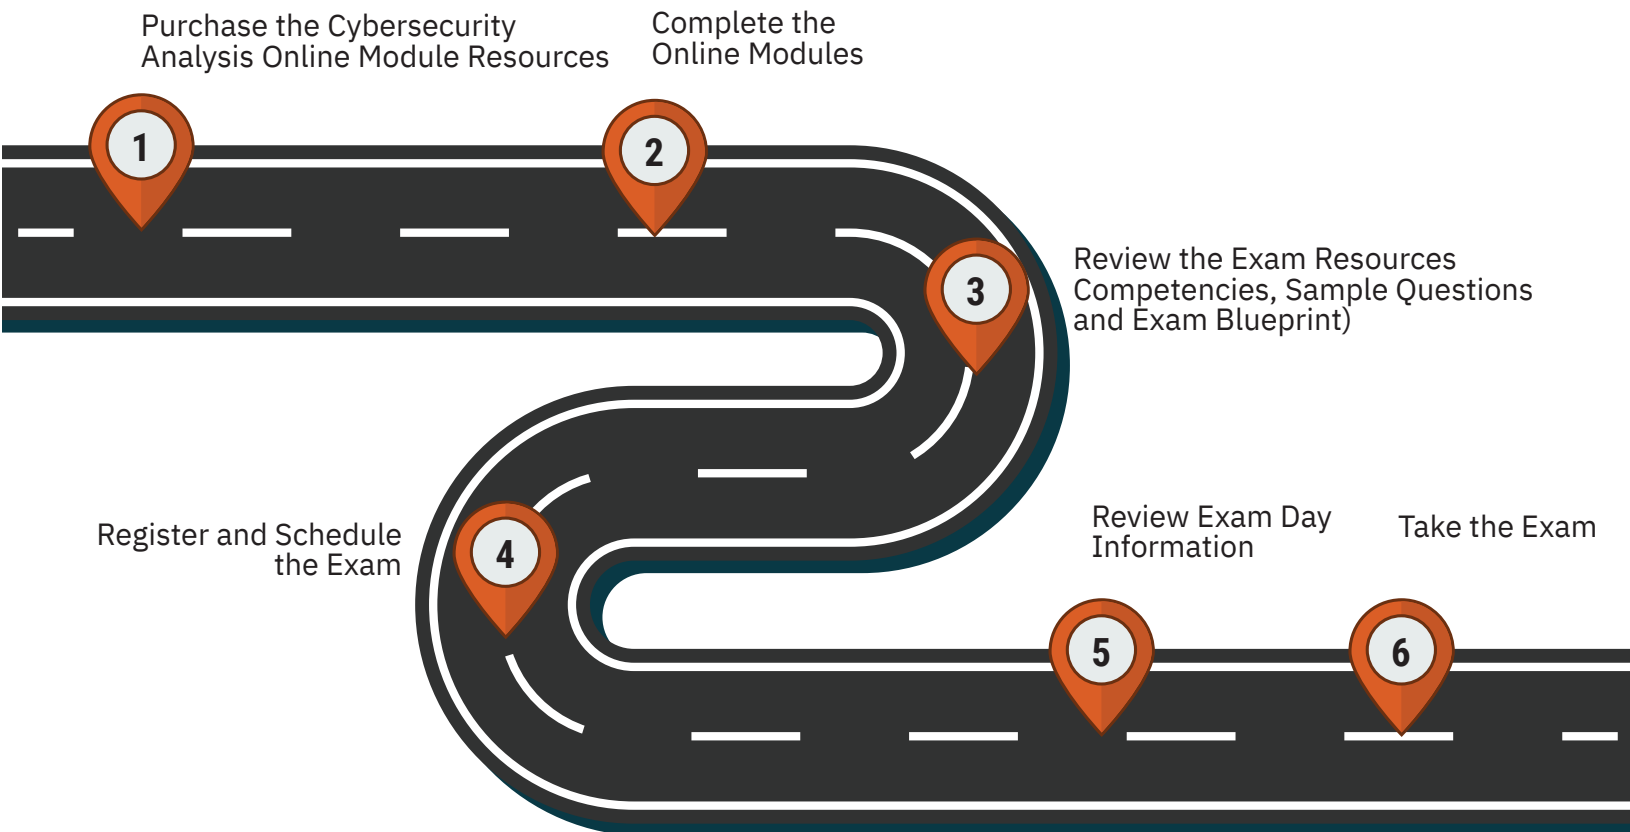 Purchase the Cybersecurity
Analysis Online Module Resources
Complete the
Online Modules
1
2
3
Review the Exam Resources
Competencies, Sample Questions
and Exam Blueprint)
Register and Schedule
the Exam
4
Review Exam Day
Information
Take the Exam
5
6